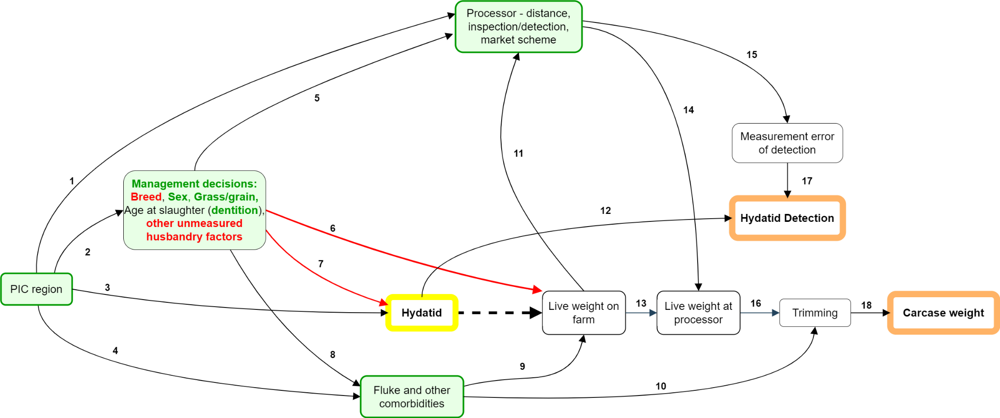 Processor - distance,
inspection/detection,
market scheme
15
5
14
Measurement error
of detection
11
1
17
Management decisions:
Breed, Sex, Grass/grain,
Age at slaughter (dentition),
other unmeasured
husbandry factors
12
Hydatid Detection
6
2
7
PIC region
3
Hydatid
Live weight on
farm
13
Live weight at
processor
16
Trimming
18
Carcase weight
4
8
9
10
Fluke and other
comorbidities